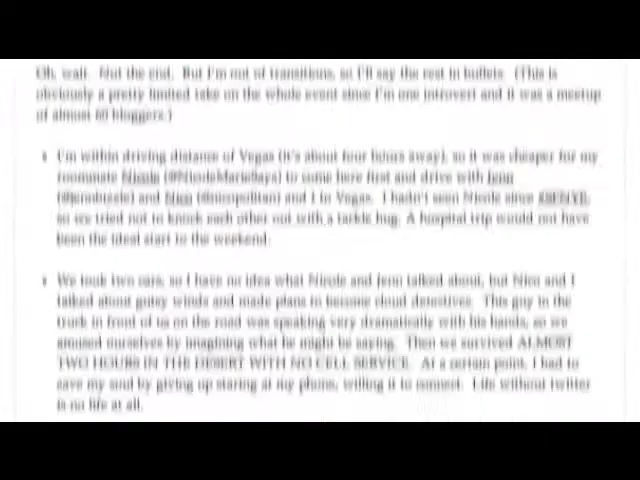 Oh, wait. Not the end. But I'm out of transitions, so I'll say the rest in bullets. (This is
obviously a pretty limited take on the whole event since I'm one introvert and it was a meetup
of almost 60 bloggers.)
I'm within driving distance of Vegas (it's about four hours away), so it was cheaper for my
roommate Nicole (@NicoleMarieSays) to come here first and drive with Jenn
and Nico (@nicopolitan) and I to Vegas. I hadn't seen Nicole since
so we tried not to knock each other out with a tackle hug. A hospital trip would not have
been the ideal start to the weekend.
We took two cars, so I have no idea what Nicole and Jenn talked about, but Nico and I
talked about gutsy winds and made plans to become cloud detectives. This guy in the
truck in front of us on the road was speaking very dramatically with his hands, so we
amused ourselves by imagining what he might be saying. Then we survived ALMOST
TWO HOURS IN THE DESERT WITH NO CELL SERVICE. At a certain point, I had to
save my soul by giving up staring at my phone, willing it to connect. Life without twitter
is no life at all.